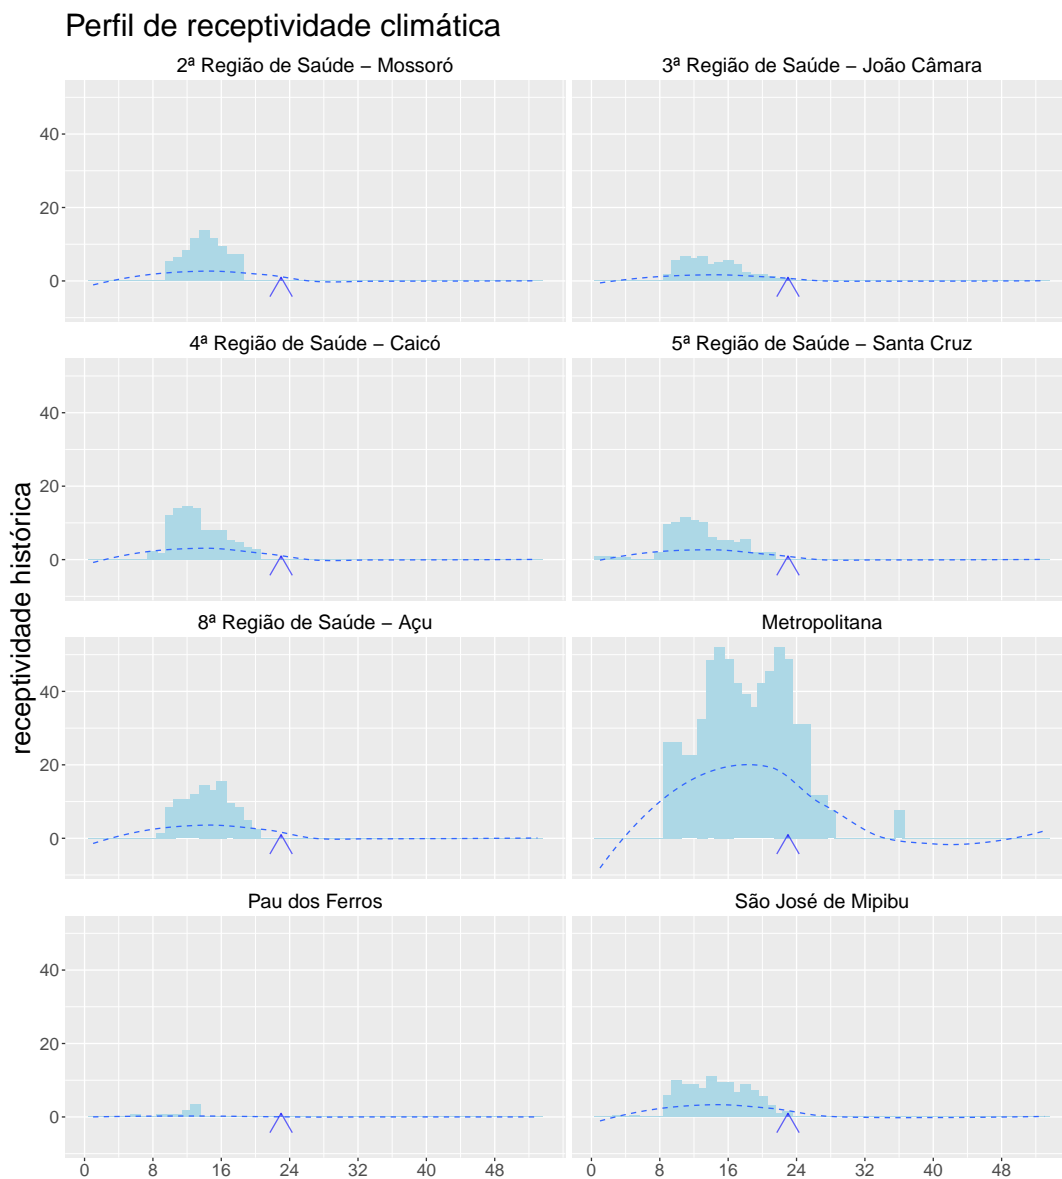 Perfil de receptividade climática
2ª Região de Saúde – Mossoró
3ª Região de Saúde – João Câmara
40
20
0
4ª Região de Saúde – Caicó
5ª Região de Saúde – Santa Cruz
40
20
0
receptividade histórica
8ª Região de Saúde – Açu
Metropolitana
40
20
0
Pau dos Ferros
São José de Mipibu
40
20
0
0 8 16 24 32 40 48
0 8 16 24 32 40 48